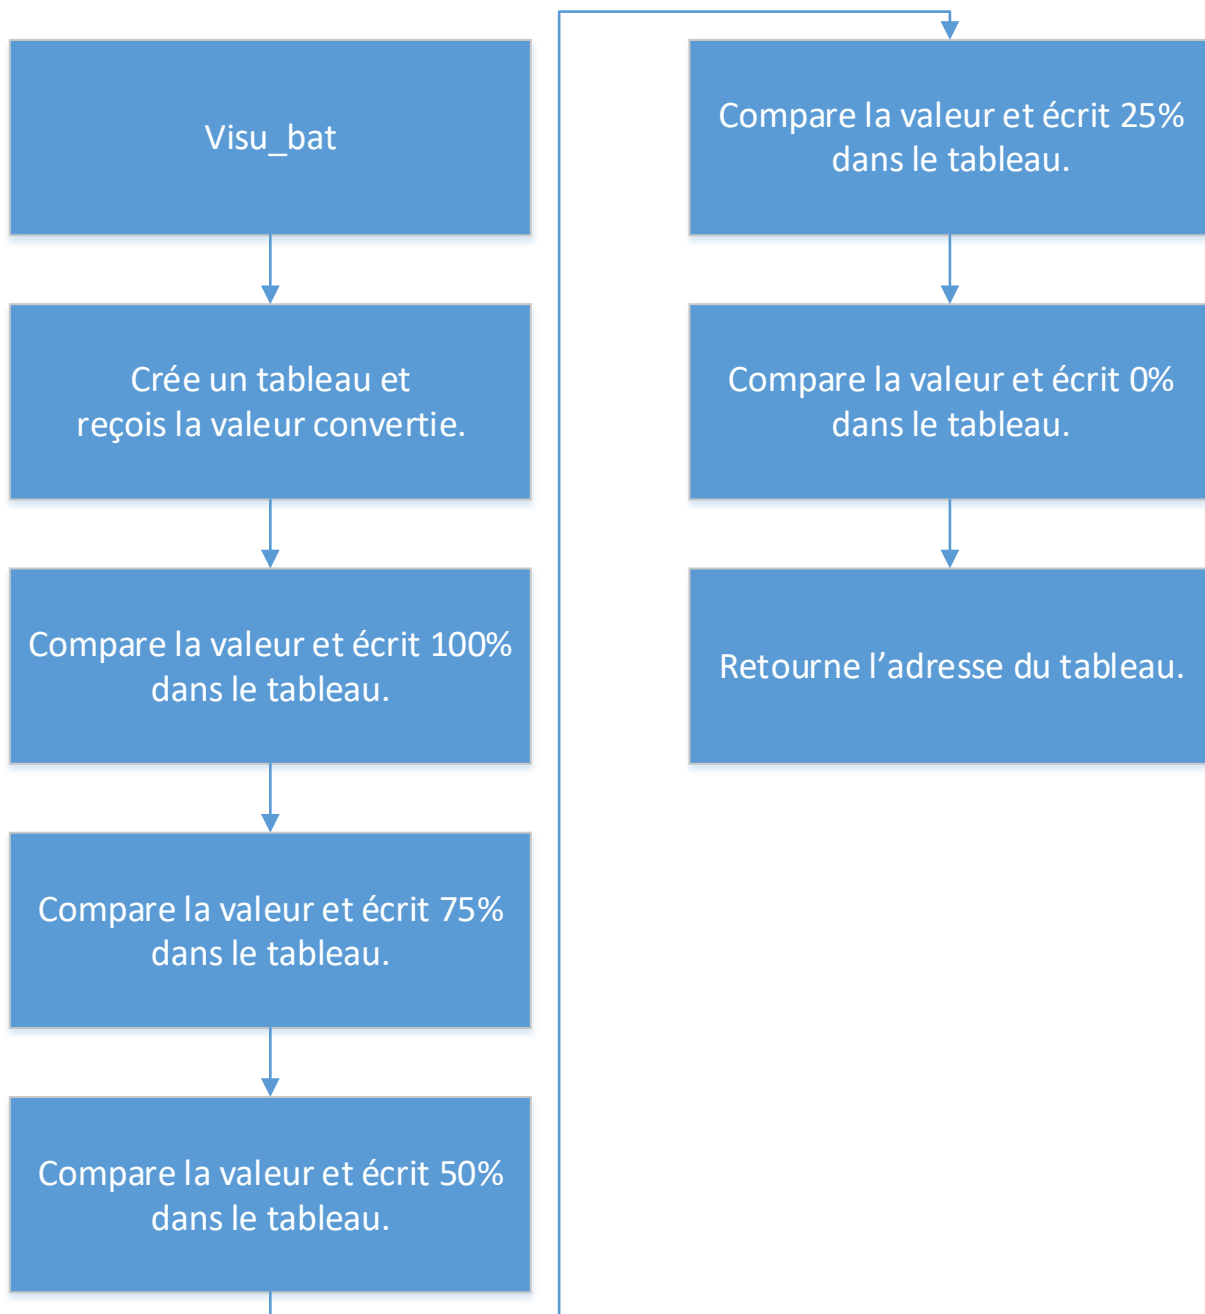 Visu_bat
Crée un tableau et
reçois la valeur convertie.
Compare la valeur et écrit 100%
dans le tableau.
Compare la valeur et écrit 75%
dans le tableau.
Compare la valeur et écrit 50%
dans le tableau.
Compare la valeur et écrit 25%
dans le tableau.
Compare la valeur et écrit 0%
dans le tableau.
Retourne l’adresse du tableau.